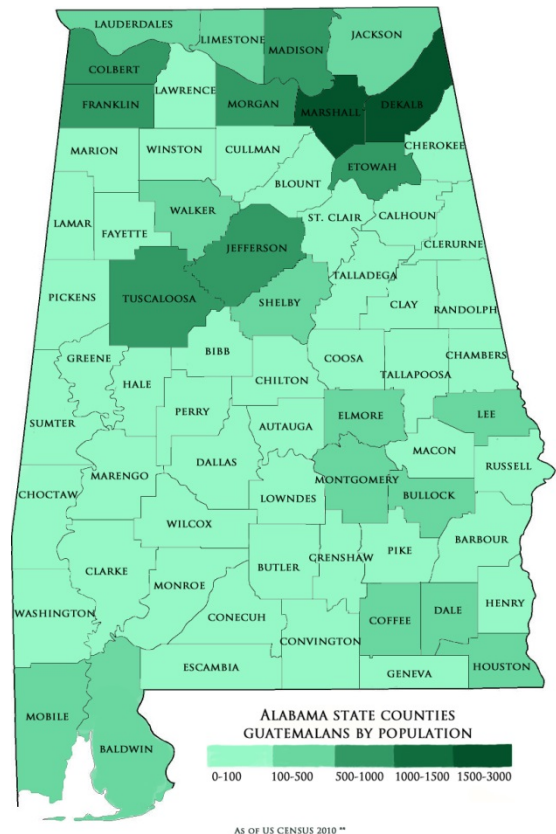 LAUDERDALES
LIMESTONE
MADISON
JACKSON
COLBERT
LAWRENCE
FRANKLIN
MORGAN
MARSHALL
DEKALB
CHEROKEE
MARION
WINSTON
CULLMAN
ETOWAH
BLOUNT
WALKER
ST. CLAIR
CALHOUN
LAMAR
FAYETTE
JEFFERSON
CLERURNE
TALLADEGA
PICKENS
TUSCALOOSA
SHELBY
CLAY
RANDOLPH
GREENE
BIBB
COOSA
CHAMBERS
TALLAPOOSA
HALE
CHILTON
PERRY
ELMORE
LEE
SUMTER
AUTAUGA
MACON
DALLAS
RUSSELL
MARENGO
MONTGOMERY
CHOCTAW
LOWNDES
BULLOCK
WILCOX
BARBOUR
CLARKE
BUTLER
GRENSHAW
PIKE
MONROE
HENRY
WASHINGTON
CONECUH
COFFEE
DALE
CONVINGTON
ESCAMBIA
GENEVA
HOUSTON
MOBILE
BALDWIN
ALABAMA STATE COUNTIES
GUATEMALANS BY POPULATION
0-100 100-500 500-1000 1000-1500 1500-3000
AS OF US CENSUS 2010 **